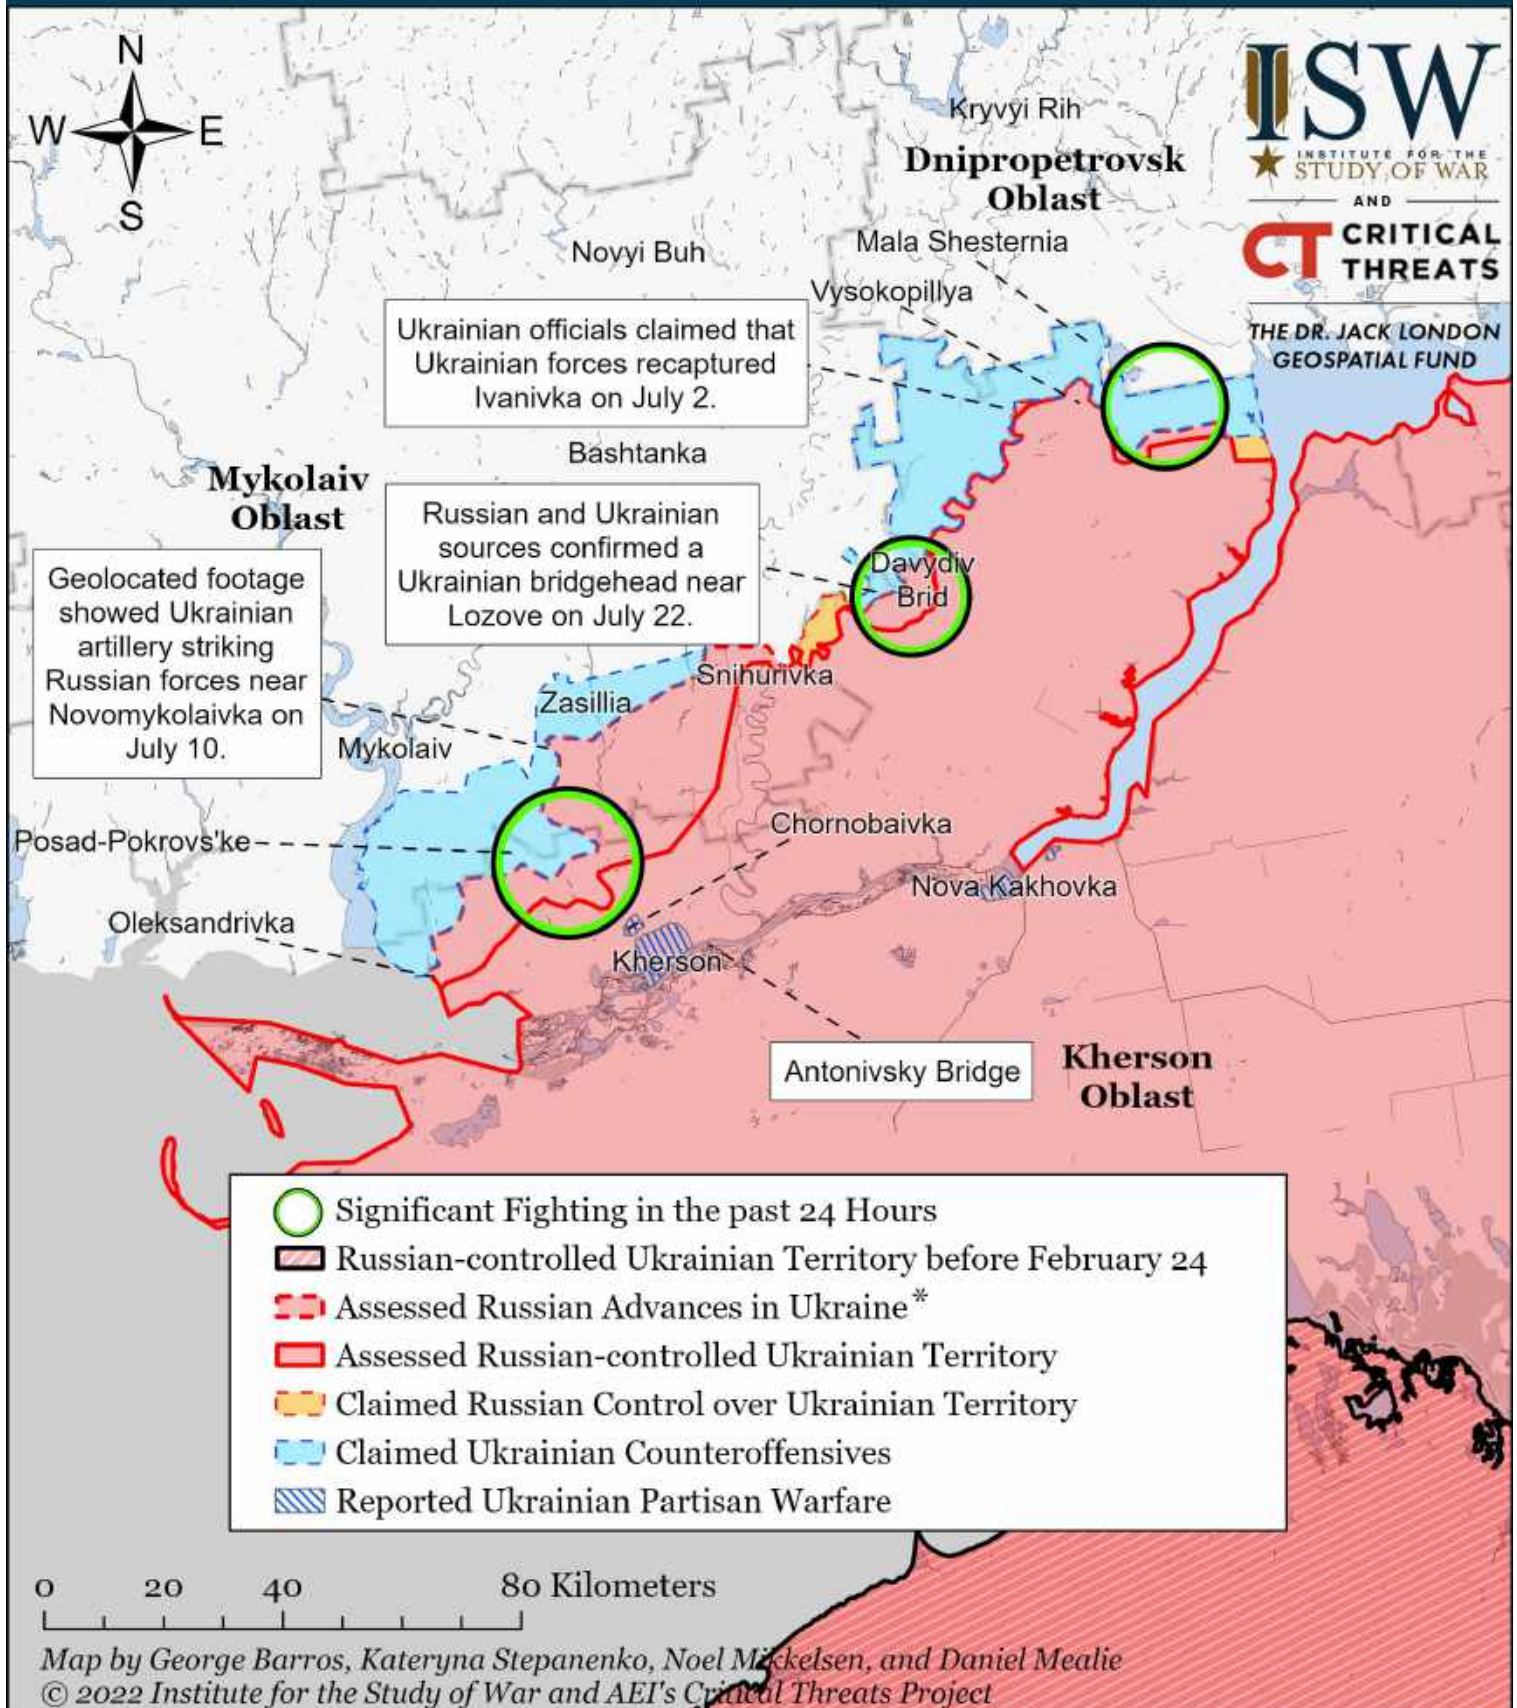 N
W E
S
ISW
INSTITUTE FOR THE
STUDY OF WAR
AND
CT CRITICAL
THREATS
THE DR. JACK LONDON
GEOSPATIAL FUND
Kryvyi Rih
Dnipropetrovsk
Oblast
Mala Shesternia
Novyi Buh
Vysokopillya
Ukrainian officials claimed that
Ukrainian forces recaptured
Ivanivka on July 2.
Bashtanka
Mykolaiv
Oblast
Russian and Ukrainian
sources confirmed a
Ukrainian bridgehead near
Lozove on July 22.
Davydiv
Brid
Geolocated footage
showed Ukrainian
artillery striking
Russian forces near
Novomykolaivka on
July 10.
Snihurivka
Zasillia
Mykolaiv
Chornobaivka
Posad-Pokrovs'ke
Nova Kakhovka
Oleksandrivka
Kherson
Antonivsky Bridge
Kherson
Oblast
Significant Fighting in the past 24 Hours
Russian-controlled Ukrainian Territory before February 24
Assessed Russian Advances in Ukraine*
Assessed Russian-controlled Ukrainian Territory
Claimed Russian Control over Ukrainian Territory
Claimed Ukrainian Counteroffensives
Reported Ukrainian Partisan Warfare
0 20 40 80 Kilometers
Map by George Barros, Kateryna Stepanenko, Noel Mikkelsen, and Daniel Mealie
© 2022 Institute for the Study of War and AEI's Critical Threats Project